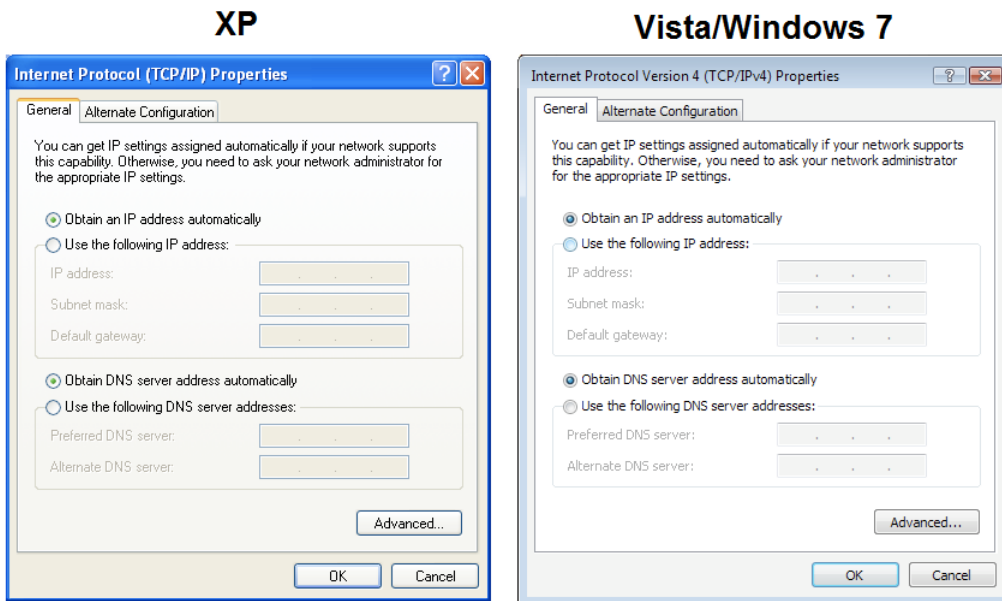 XP
Internet Protocol (TCP/IP) Properties
General
Alternate Configuration
You can get IP settings assigned automatically if your network supports
this capability. Otherwise, you need to ask your network administrator for
the appropriate IP settings.
Obtain an IP address automatically
Use the following IP address:
IP address:
Subnet mask:
Default gateway:
Obtain DNS server address automatically
Use the following DNS server addresses:
Preferred DNS server:
Alternate DNS server:
Advanced...
OK
Cancel
Vista/Windows 7
Internet Protocol Version 4 (TCP/IPv4) Properties
General
Alternate Configuration
You can get IP settings assigned automatically if your network supports
this capability. Otherwise, you need to ask your network administrator
for the appropriate IP settings.
Obtain an IP address automatically
Use the following IP address:
IP address:
Subnet mask:
Default gateway:
Obtain DNS server address automatically
Use the following DNS server addresses:
Preferred DNS server:
Alternate DNS server:
Advanced...
OK
Cancel